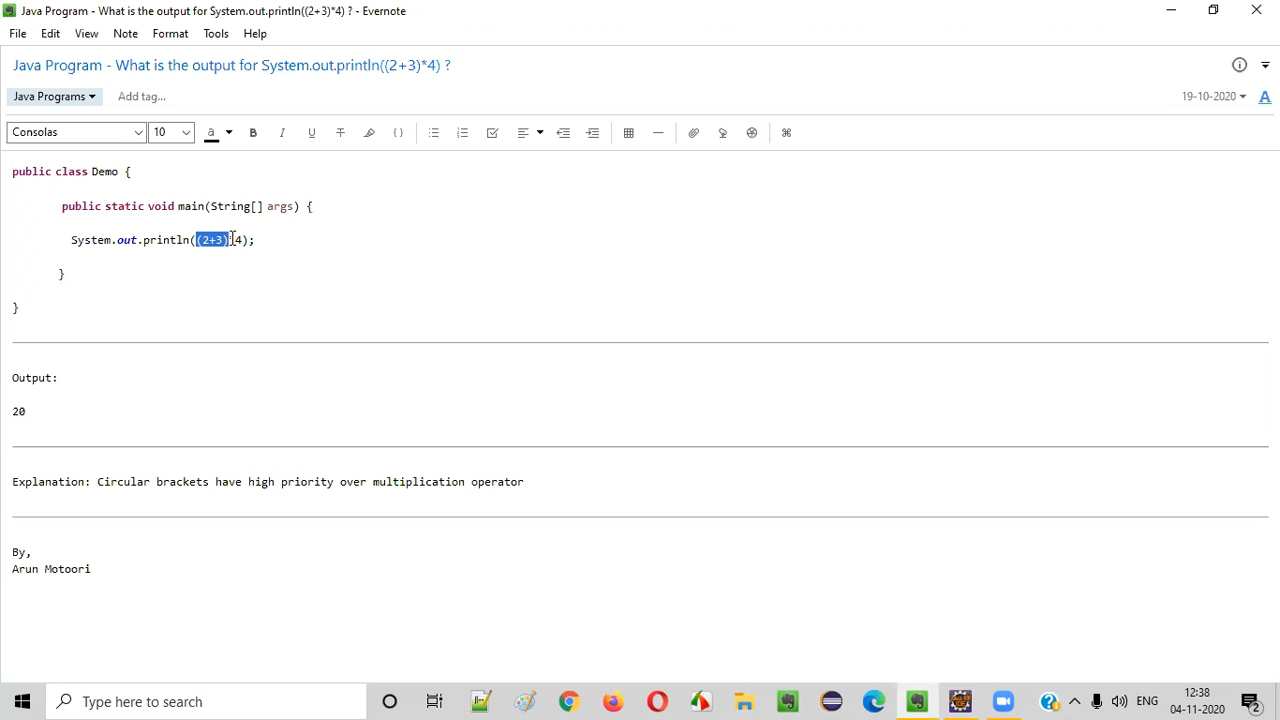 Java Program - What is the output for System.out.println((2+3)*4) ? - Evernote
File Edit View Note Format Tools Help
Java Program - What is the output for System.out.println((2+3)*4) ?
Java Programs Add tag... 19-10-2020
Consolas 10
public class Demo {
public static void main(String[] args) {
System.out.println((2+3)*4);
}
}
Output:
20
Explanation: Circular brackets have high priority over multiplication operator
By,
Arun Motoori
Type here to search
ENG
12:38
04-11-2020
2